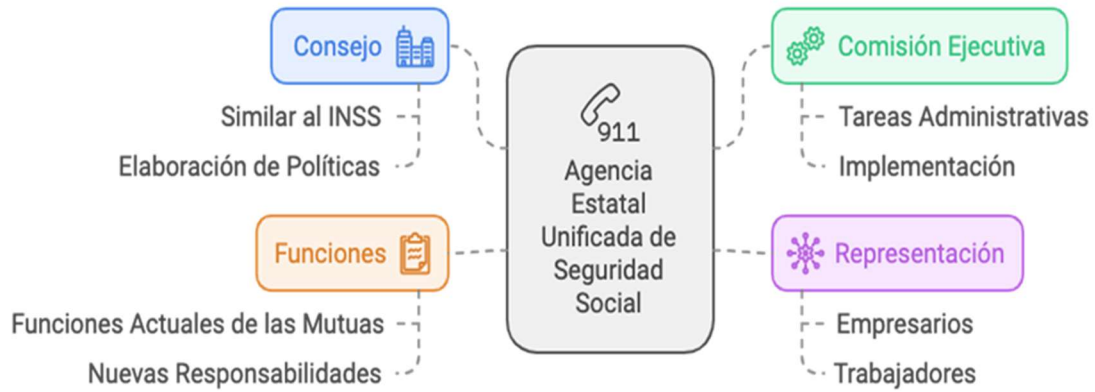 Consejo
Similar al INSS
Elaboración de Políticas
Funciones
Funciones Actuales de las Mutuas
Nuevas Responsabilidades
911
Agencia
Estatal
Unificada de
Seguridad
Social
Comisión Ejecutiva
Tareas Administrativas
Implementación
Representación
Empresarios
Trabajadores